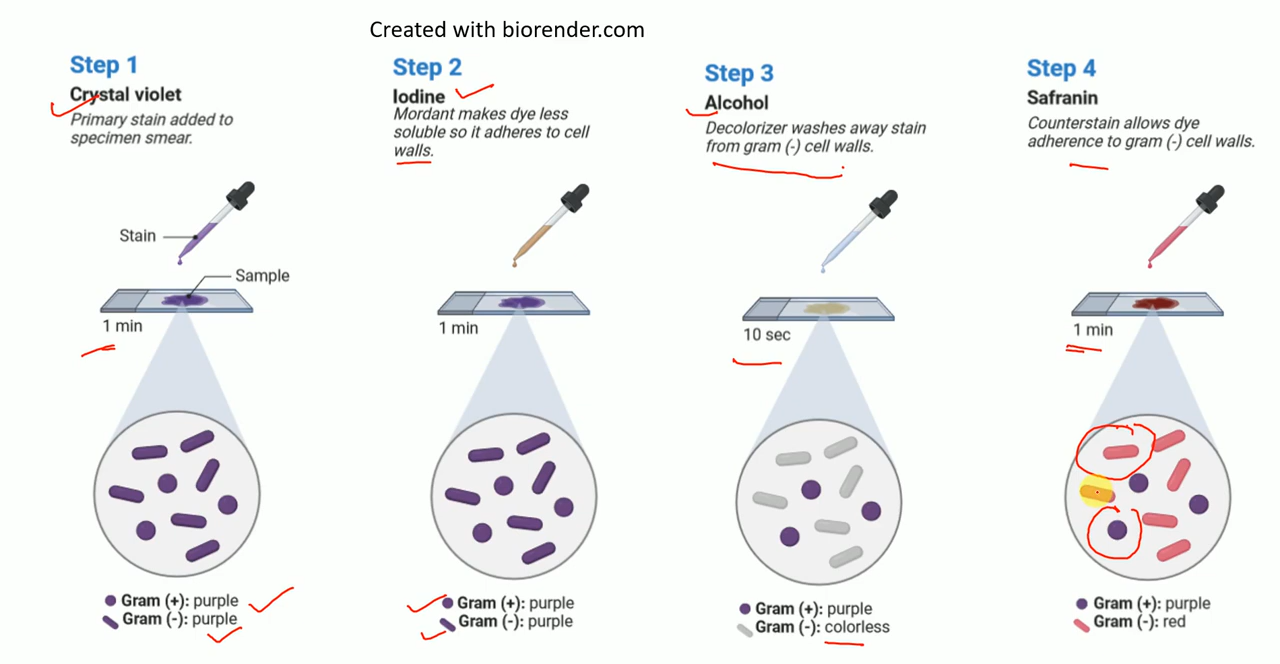 Created with biorender.com
Step 1
Crystal violet
Primary stain added to
specimen smear.
Stain
Sample
1 min
Gram (+): purple
Gram (-): purple
Step 2
Iodine
Mordant makes dye less
soluble so it adheres to cell
walls.
1 min
Gram (+): purple
Gram (-): purple
Step 3
Alcohol
Decolorizer washes away stain
from gram (-) cell walls.
10 sec
Gram (+): purple
Gram (-): colorless
Step 4
Safranin
Counterstain allows dye
adherence to gram (-) cell walls.
1 min
Gram (+): purple
Gram (-): red